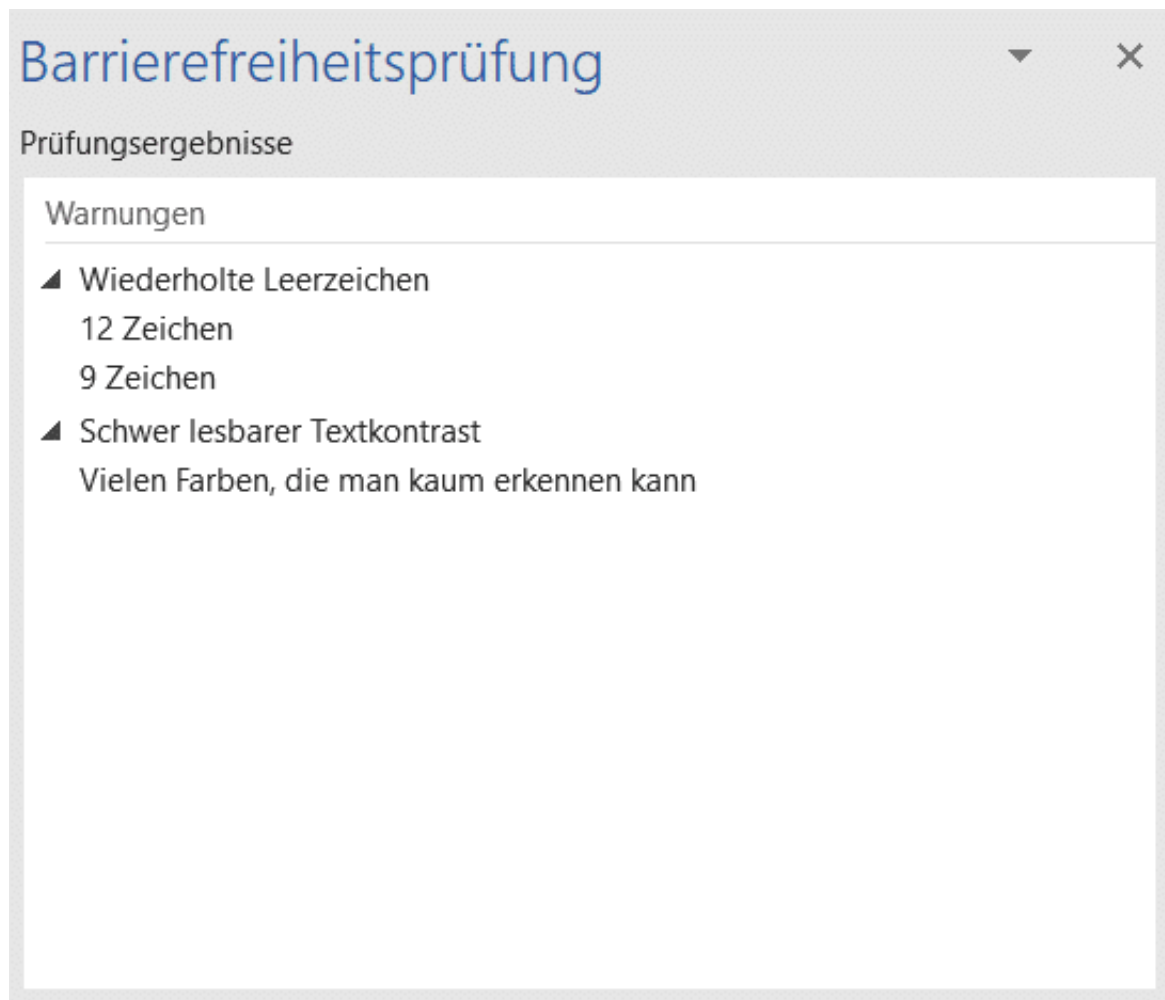 Barrierefreiheitsprüfung
Prüfungsergebnisse
Warnungen
Wiederholte Leerzeichen
12 Zeichen
9 Zeichen
Schwer lesbarer Textkontrast
Vielen Farben, die man kaum erkennen kann